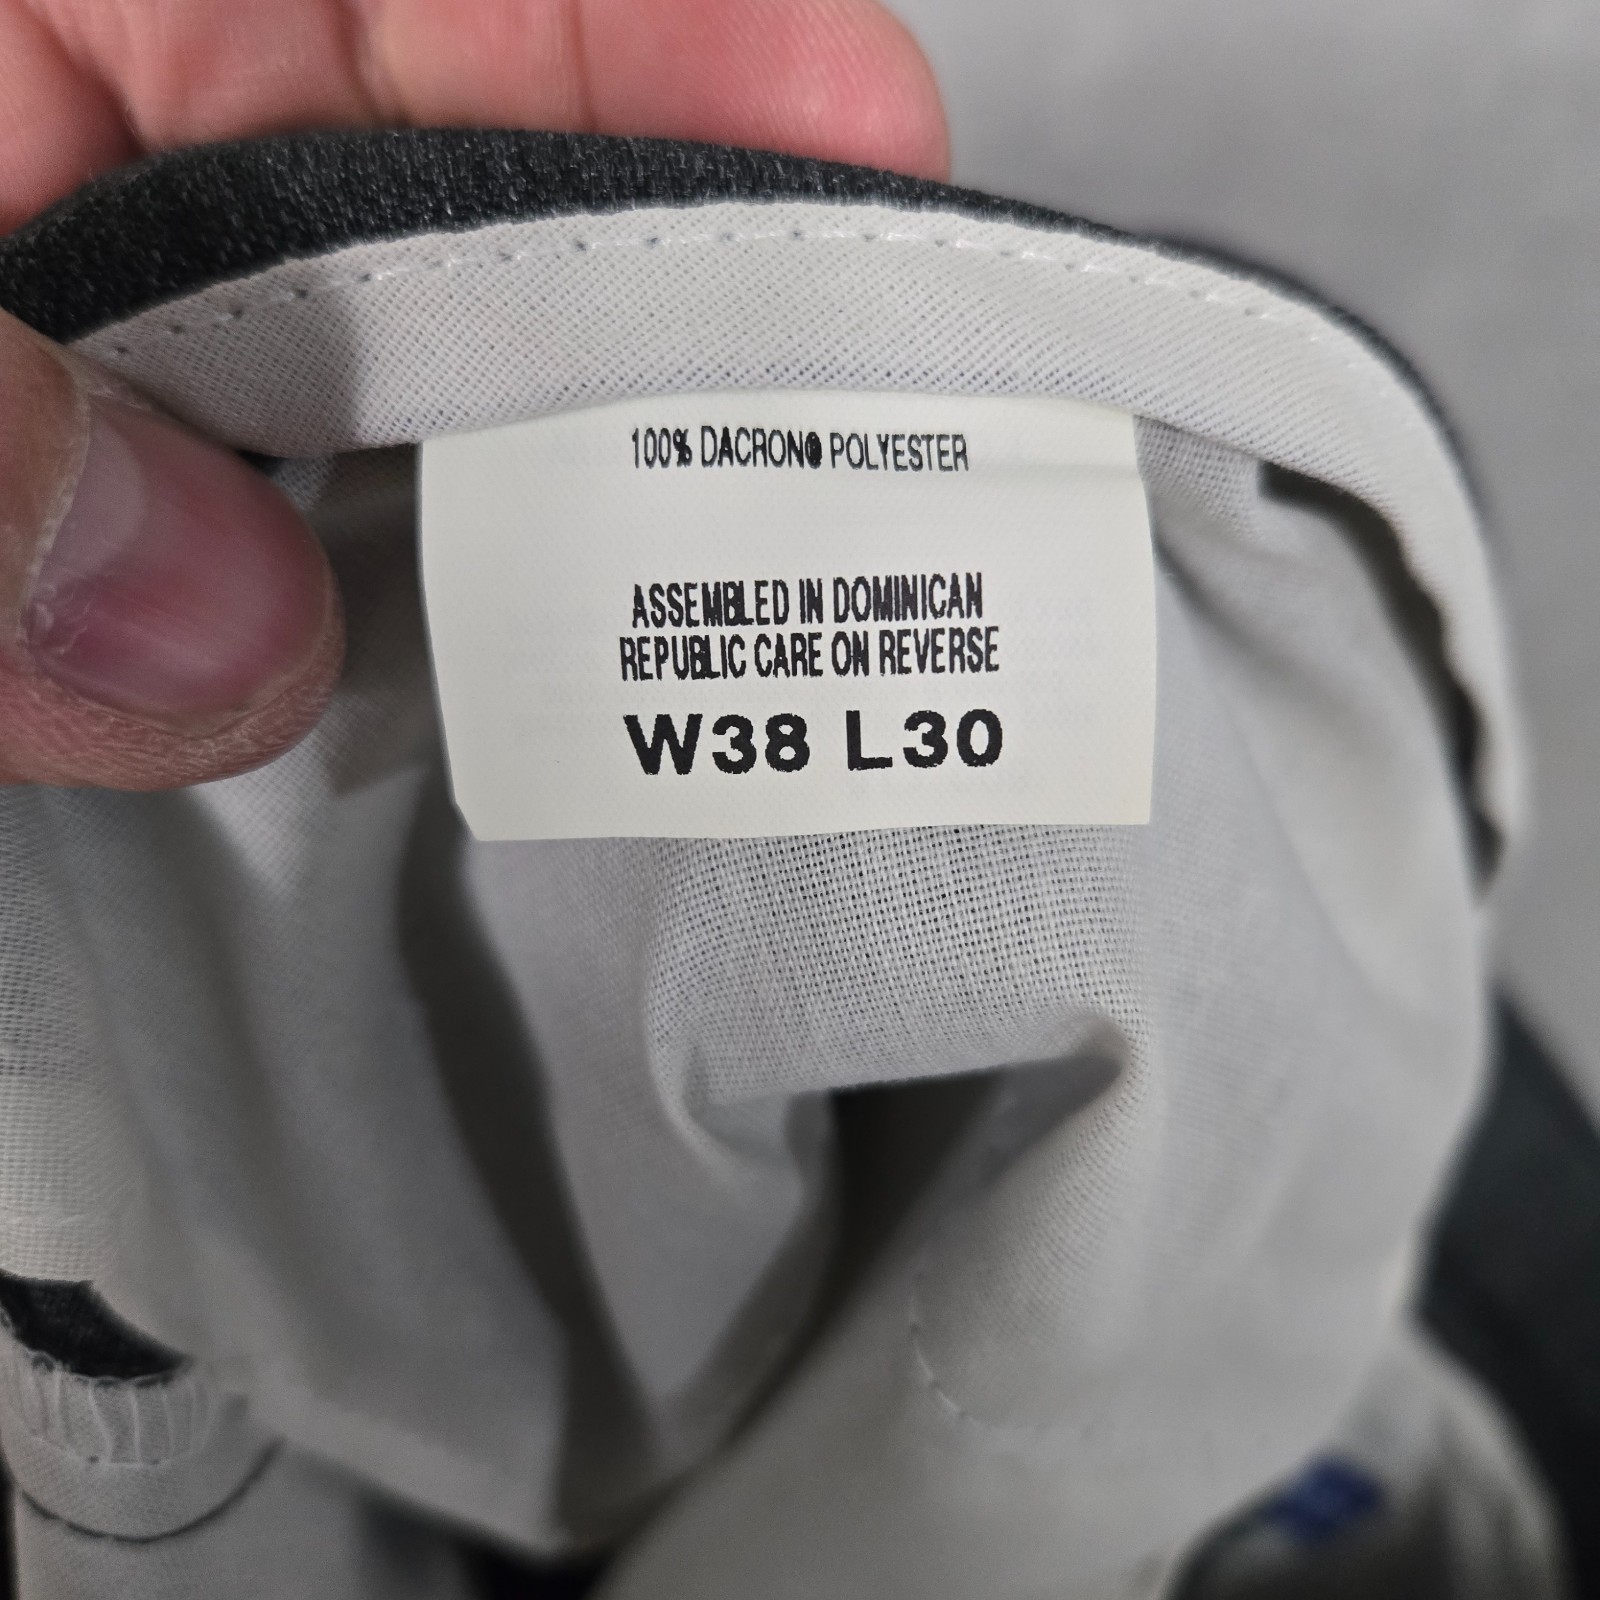 100% DACRON® POLYESTER
ASSEMBLED IN DOMINICAN
REPUBLIC CARE ON REVERSE
W38 L30